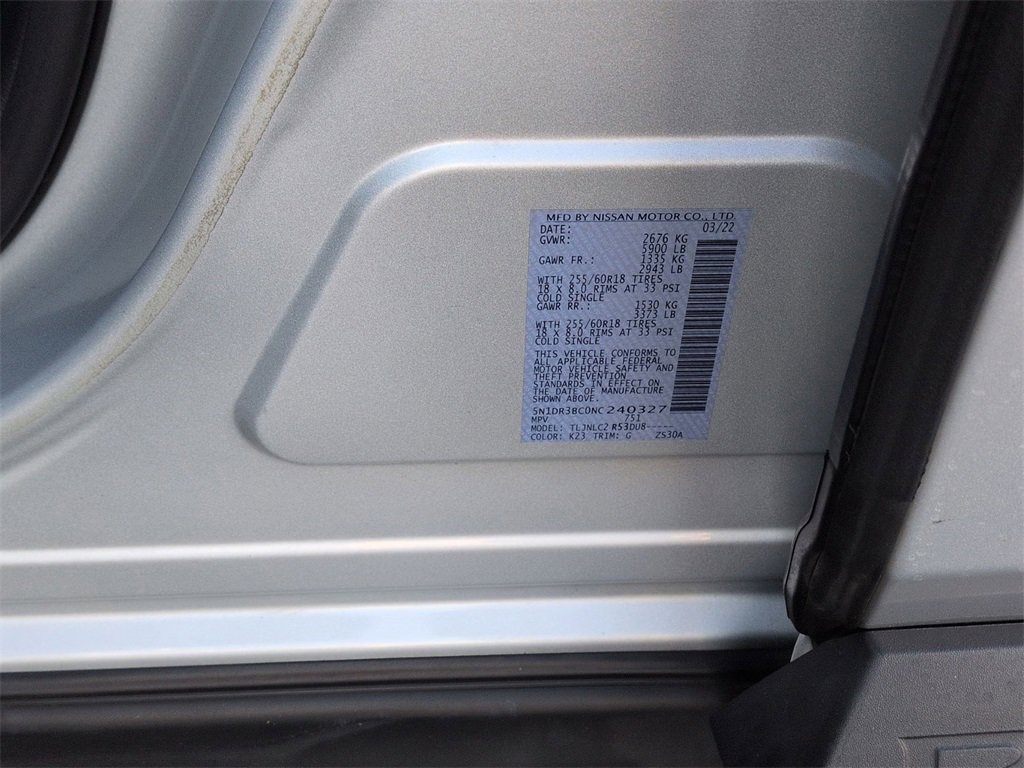 MFD BY NISSAN MOTOR CO., LTD.
DATE: 03/22
GVWR: 2676 KG
5900 LB
GAWR FR.: 1335 KG
2943 LB
WITH 255/60R18 TIRES
18 X 8.0 RIMS AT 33 PSI
COLD SINGLE
GAWR RR.: 1530 KG
3373 LB
WITH 255/60R18 TIRES
18 X 8.0 RIMS AT 33 PSI
COLD SINGLE
THIS VEHICLE CONFORMS TO
ALL APPLICABLE FEDERAL
MOTOR VEHICLE SAFETY AND
THEFT PREVENTION
STANDARDS IN EFFECT ON
THE DATE OF MANUFACTURE
SHOWN ABOVE.
5N1DR3BC0NC240327
MPV 751
MODEL: TLJNLC2 R53DU8-----
COLOR: K23 TRIM: G ZS30A